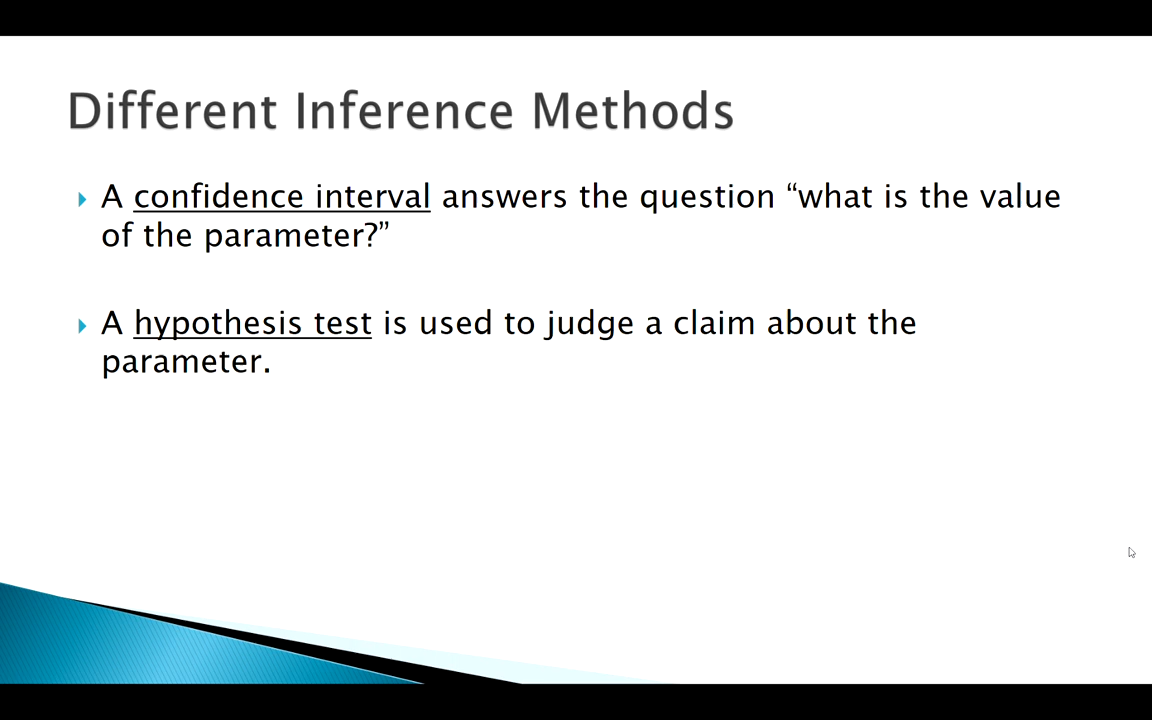 Different Inference Methods
A confidence interval answers the question “what is the value
of the parameter?”
A hypothesis test is used to judge a claim about the
parameter.